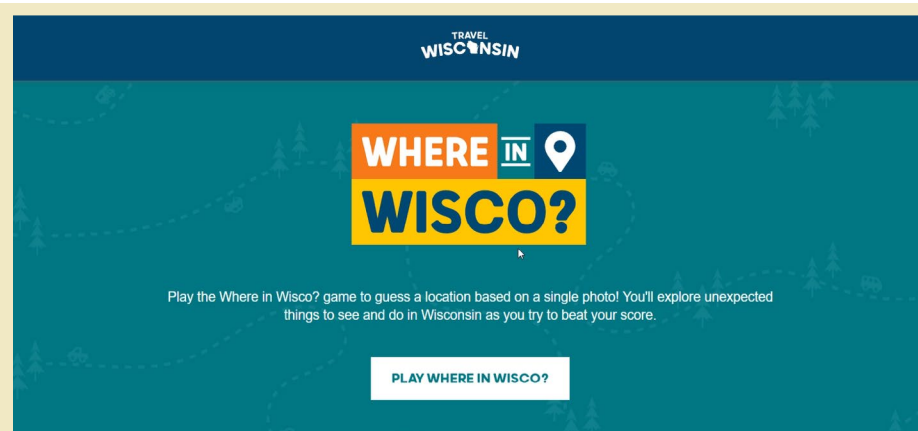 TRAVEL
WISCONSIN
WHERE IN
WISCO?
Play the Where in Wisco? game to guess a location based on a single photo! You'll explore unexpected
things to see and do in Wisconsin as you try to beat your score.
PLAY WHERE IN WISCO?